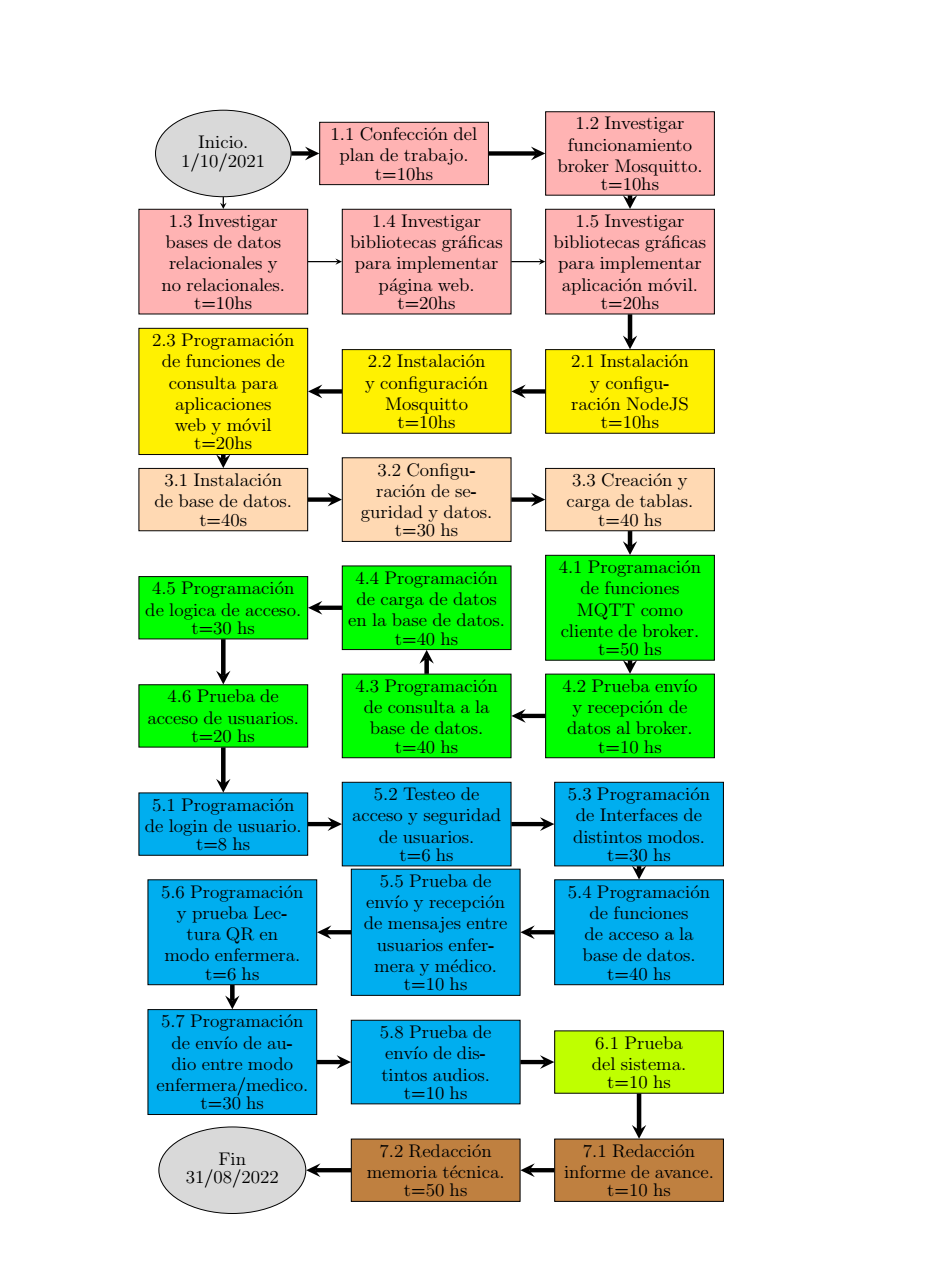 Inicio.
1/10/2021
1.1 Confección del
plan de trabajo.
t=10hs
1.2 Investigar
funcionamiento
broker Mosquitto.
t=10hs
1.3 Investigar
bases de datos
relacionales y
no relacionales.
t=10hs
1.4 Investigar
bibliotecas gráficas
para implementar
página web.
t=20hs
1.5 Investigar
bibliotecas gráficas
para implementar
aplicación móvil.
t=20hs
2.3 Programación
de funciones de
consulta para
aplicaciones
web y móvil
t=20hs
2.2 Instalación
y configuración
Mosquitto
t=10hs
2.1 Instalación
y configu-
ración NodeJS
t=10hs
3.1 Instalación
de base de datos.
t=40s
3.2 Configu-
ración de se-
guridad y datos.
t=30 hs
3.3 Creación y
carga de tablas.
t=40 hs
4.5 Programación
de logica de acceso.
t=30 hs
4.4 Programación
de carga de datos
en la base de datos.
t=40 hs
4.1 Programación
de funciones
MQTT como
cliente de broker.
t=50 hs
4.6 Prueba de
acceso de usuarios.
t=20 hs
4.3 Programación
de consulta a la
base de datos.
t=40 hs
4.2 Prueba envío
y recepción de
datos al broker.
t=10 hs
5.1 Programación
de login de usuario.
t=8 hs
5.2 Testeo de
acceso y seguridad
de usuarios.
t=6 hs
5.3 Programación
de Interfaces de
distintos modos.
t=30 hs
5.6 Programación
y prueba Lec-
tura QR en
modo enfermera.
t=6 hs
5.5 Prueba de
envío y recepción
de mensajes entre
usuarios enfer-
mera y médico.
t=10 hs
5.4 Programación
de funciones
de acceso a la
base de datos.
t=40 hs
5.7 Programación
de envío de au-
dio entre modo
enfermera/medico.
t=30 hs
5.8 Prueba de
envío de dis-
tintos audios.
t=10 hs
6.1 Prueba
del sistema.
t=10 hs
Fin
31/08/2022
7.2 Redacción
memoria técnica.
t=50 hs
7.1 Redacción
informe de avance.
t=10 hs